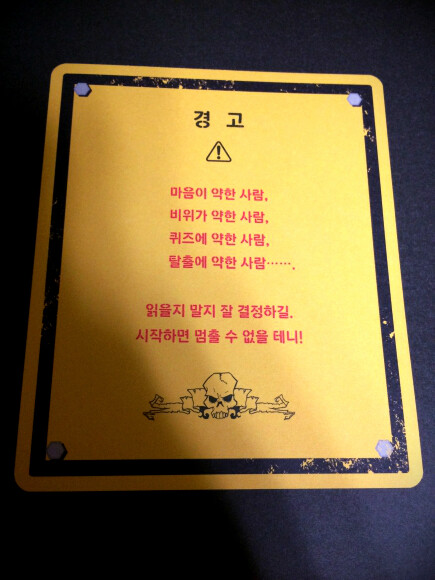 경 고
마음이 약한 사람,
비위가 약한 사람,
퀴즈에 약한 사람,
탈출에 약한 사람…….
읽을지 말지 잘 결정하길.
시작하면 멈출 수 없을 테니!